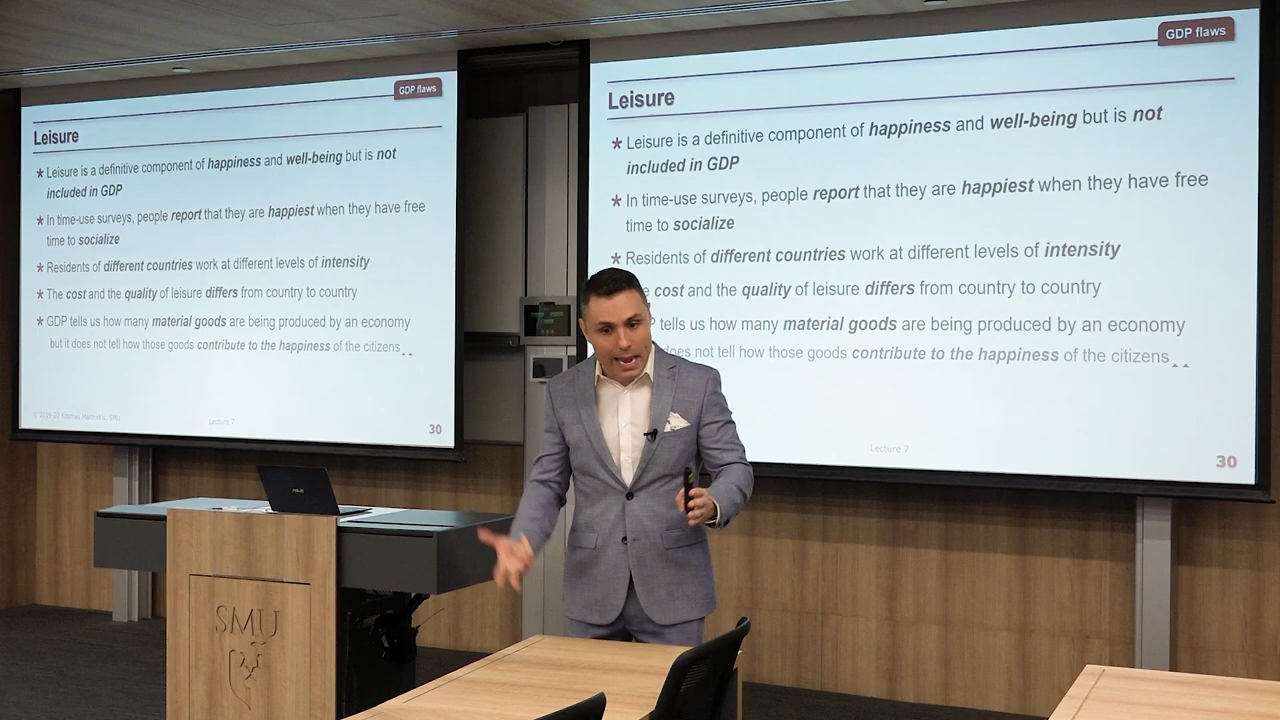 GDP flaws
Leisure
* Leisure is a definitive component of happiness and well-being but is not
included in GDP
* In time-use surveys, people report that they are happiest when they have free
time to socialize
* Residents of different countries work at different levels of intensity
* The cost and the quality of leisure differs from country to country
* GDP tells us how many material goods are being produced by an economy
but it does not tell how those goods contribute to the happiness of the citizens
Lecture 7
30
GDP flaws
Leisure
* Leisure is a definitive component of happiness and well-being but is not
included in GDP
* In time-use surveys, people report that they are happiest when they have free
time to socialize
* Residents of different countries work at different levels of intensity
cost and the quality of leisure differs from country to country
tells us how many material goods are being produced by an economy
does not tell how those goods contribute to the happiness of the citizens
Lecture 7
30
SMU